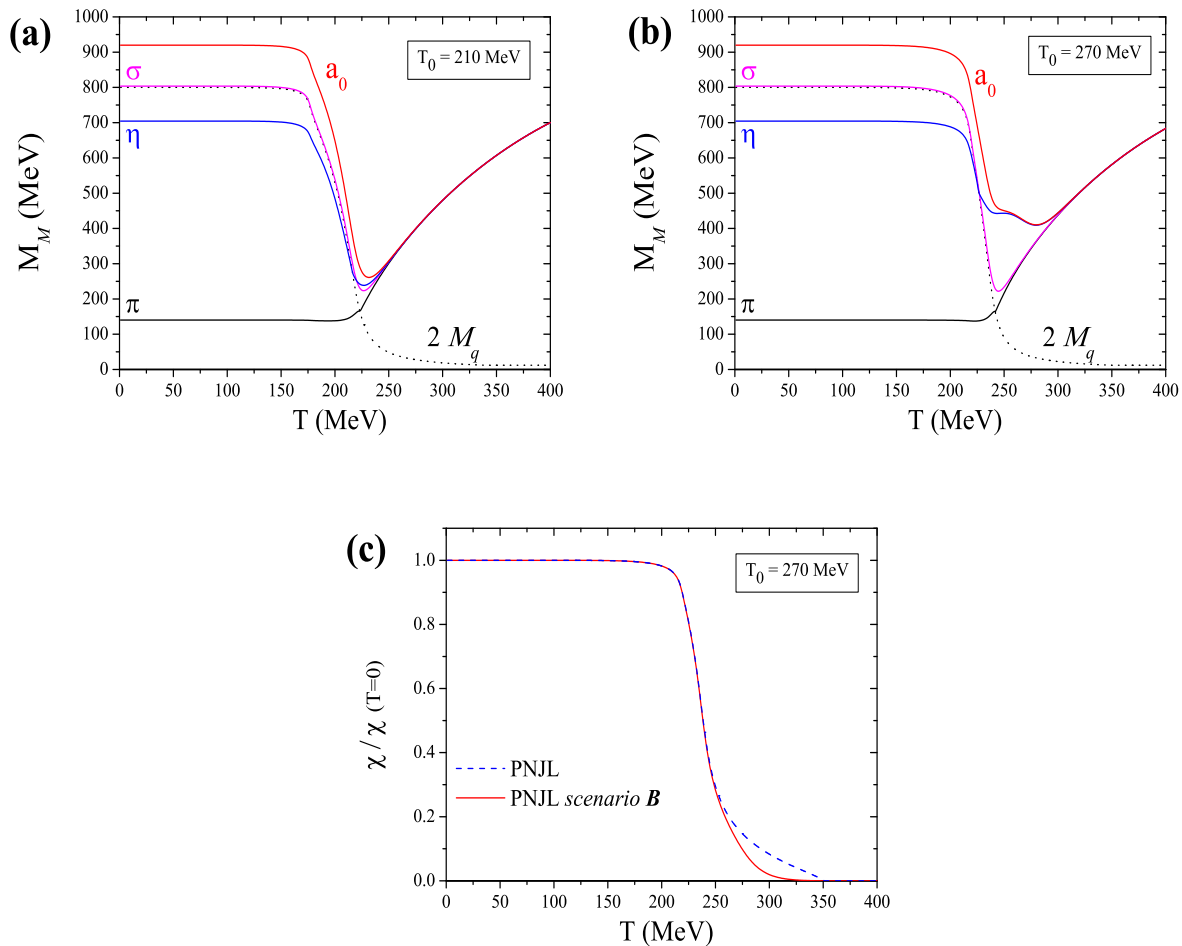 (a)
1000
900
800
700
600
500
400
300
200
100
0
M_M (MeV)
T_0 = 210 MeV
a_0
σ
η
π
2 M_q
0 50 100 150 200 250 300 350 400
T (MeV)
(b)
1000
900
800
700
600
500
400
300
200
100
0
M_M (MeV)
T_0 = 270 MeV
a_0
σ
η
π
2 M_q
0 50 100 150 200 250 300 350 400
T (MeV)
(c)
1.0
0.8
0.6
0.4
0.2
0.0
χ / χ (T=0)
T_0 = 270 MeV
PNJL
PNJL scenario B
0 50 100 150 200 250 300 350 400
T (MeV)